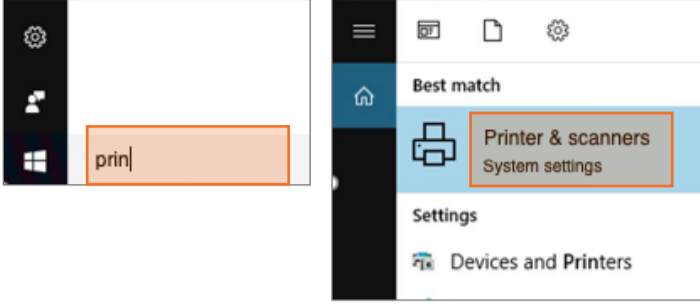 prin
Best match
Printer & scanners
System settings
Settings
Devices and Printers